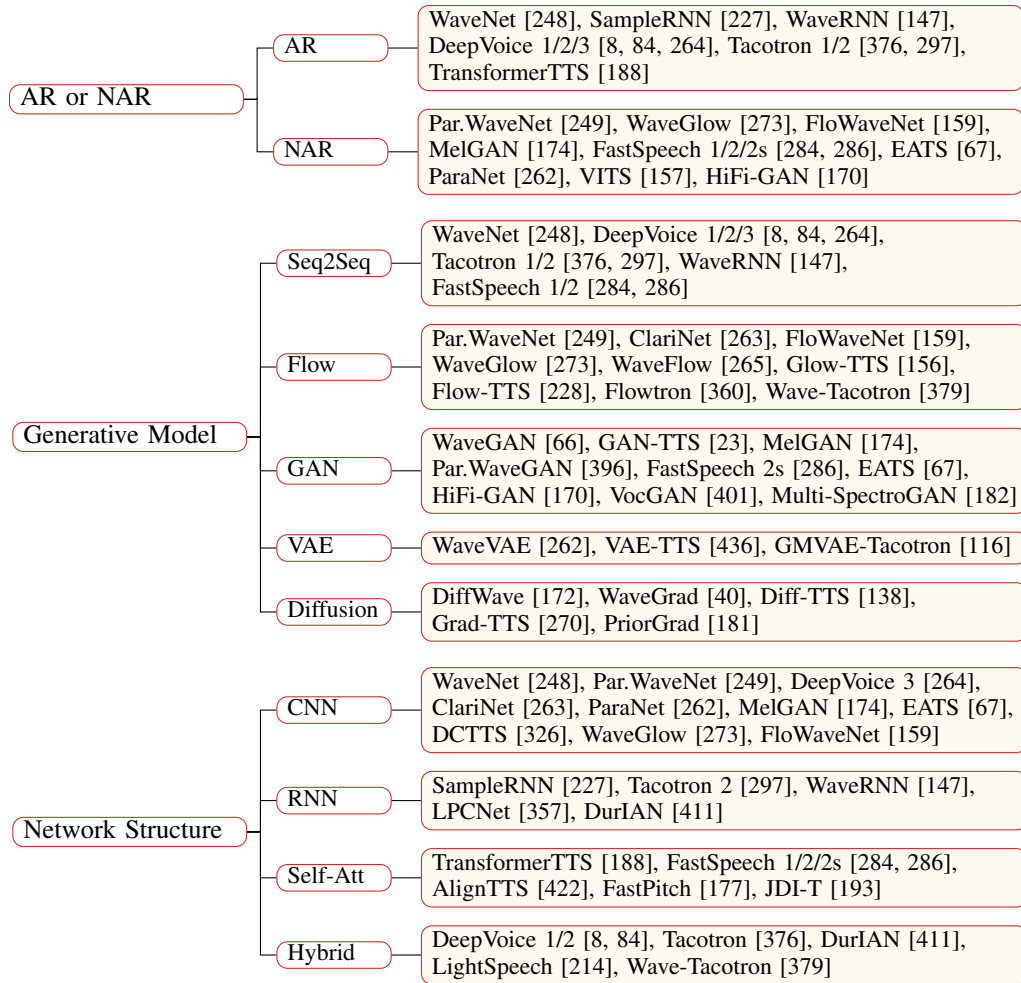 AR or NAR
AR
WaveNet [248], SampleRNN [227], WaveRNN [147],
DeepVoice 1/2/3 [8, 84, 264], Tacotron 1/2 [376, 297],
TransformerTTS [188]
NAR
Par.WaveNet [249], WaveGlow [273], FloWaveNet [159],
MelGAN [174], FastSpeech 1/2/2s [284, 286], EATS [67],
ParaNet [262], VITS [157], HiFi-GAN [170]
Generative Model
Seq2Seq
WaveNet [248], DeepVoice 1/2/3 [8, 84, 264],
Tacotron 1/2 [376, 297], WaveRNN [147],
FastSpeech 1/2 [284, 286]
Flow
Par.WaveNet [249], ClariNet [263], FloWaveNet [159],
WaveGlow [273], WaveFlow [265], Glow-TTS [156],
Flow-TTS [228], Flowtron [360], Wave-Tacotron [379]
GAN
WaveGAN [66], GAN-TTS [23], MelGAN [174],
Par.WaveGAN [396], FastSpeech 2s [286], EATS [67],
HiFi-GAN [170], VocGAN [401], Multi-SpectroGAN [182]
VAE
WaveVAE [262], VAE-TTS [436], GMVAE-Tacotron [116]
Diffusion
DiffWave [172], WaveGrad [40], Diff-TTS [138],
Grad-TTS [270], PriorGrad [181]
Network Structure
CNN
WaveNet [248], Par.WaveNet [249], DeepVoice 3 [264],
ClariNet [263], ParaNet [262], MelGAN [174], EATS [67],
DCTTS [326], WaveGlow [273], FloWaveNet [159]
RNN
SampleRNN [227], Tacotron 2 [297], WaveRNN [147],
LPCNet [357], DurIAN [411]
Self-Att
TransformerTTS [188], FastSpeech 1/2/2s [284, 286],
AlignTTS [422], FastPitch [177], JDI-T [193]
Hybrid
DeepVoice 1/2 [8, 84], Tacotron [376], DurIAN [411],
LightSpeech [214], Wave-Tacotron [379]